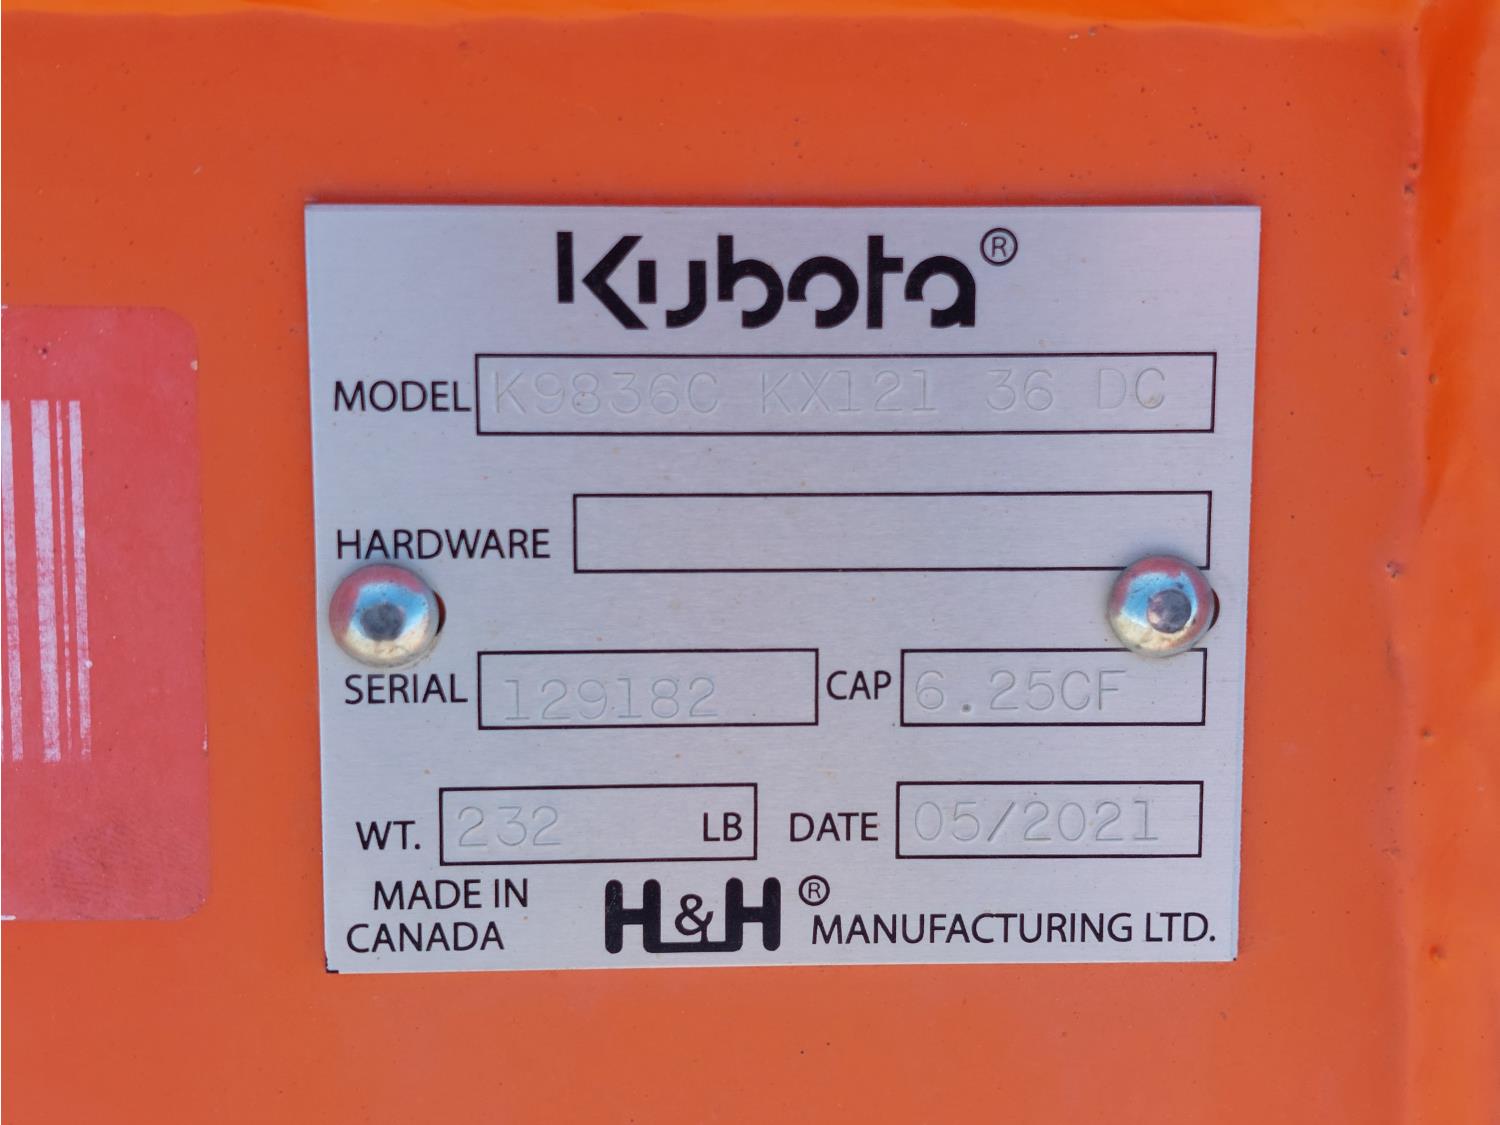 Kubota®
MODEL K9836C KX121 36 DC
HARDWARE
SERIAL 129182 CAP 6.25CF
WT. 232 LB DATE 05/2021
MADE IN CANADA
H&H® MANUFACTURING LTD.